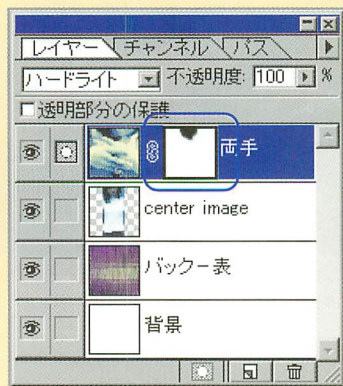 レイヤー チャンネル パス
ハードライト 不透明度: 100 %
透明部分の保護
両手
center image
バックー表
背景